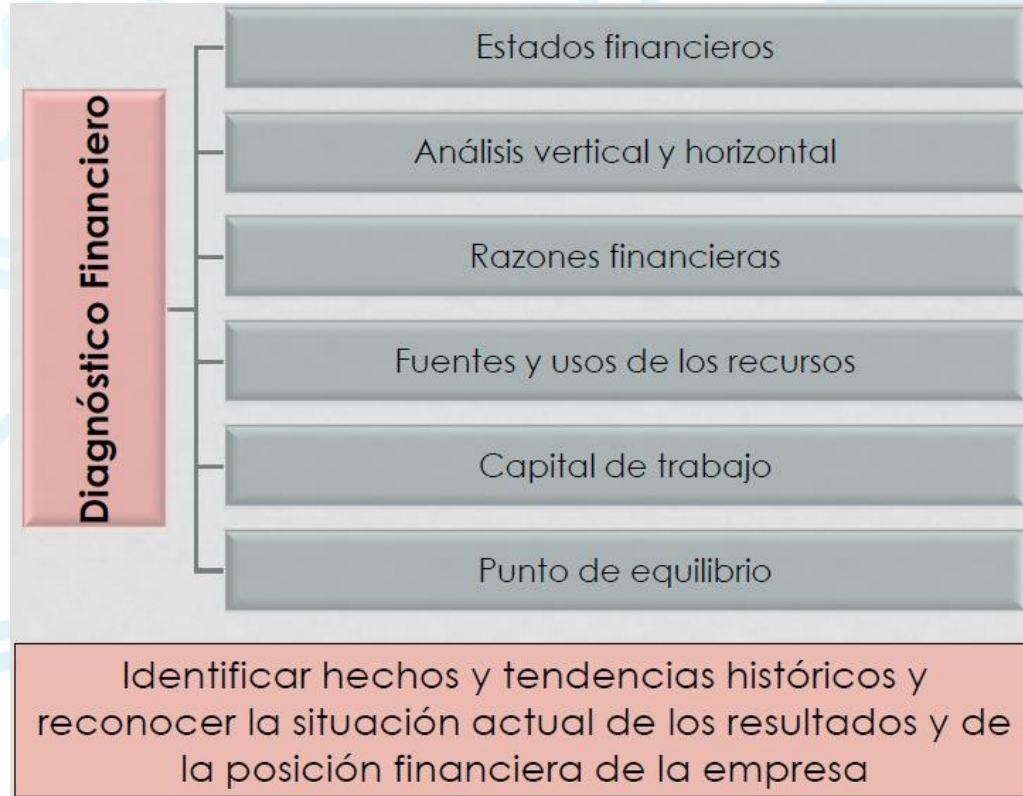 Diagnóstico Financiero
Estados financieros
Análisis vertical y horizontal
Razones financieras
Fuentes y usos de los recursos
Capital de trabajo
Punto de equilibrio
Identificar hechos y tendencias históricos y
reconocer la situación actual de los resultados y de
la posición financiera de la empresa